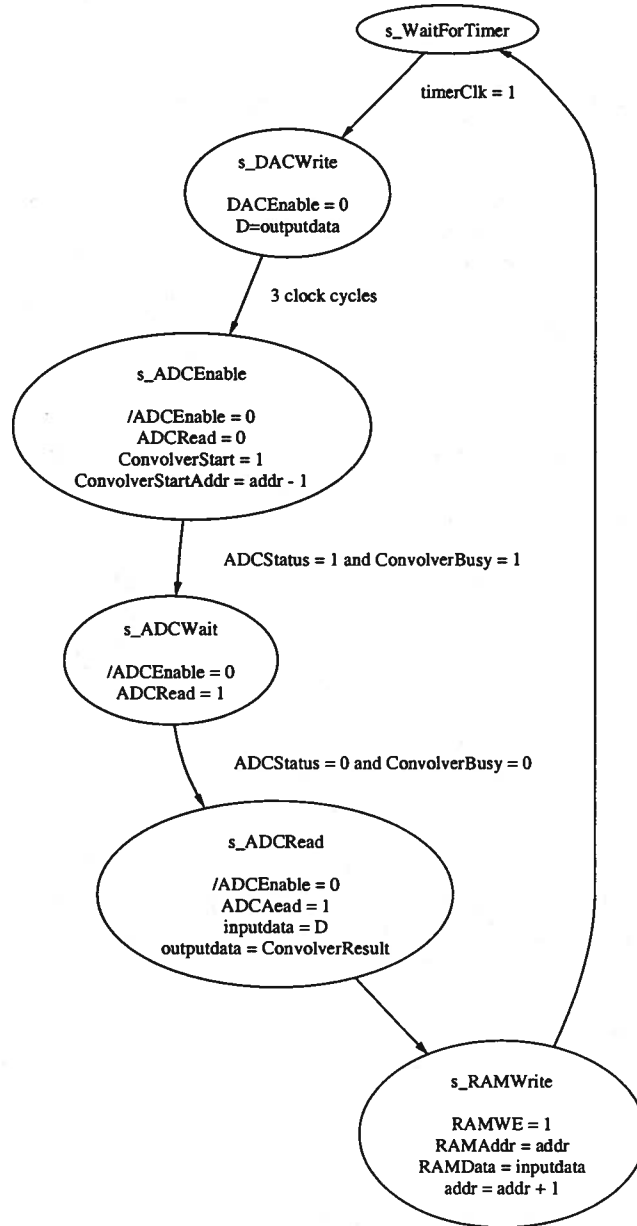 s_WaitForTimer
timerClk = 1
s_DACWrite
DACEnable = 0
D=outputdata
3 clock cycles
s_ADCEnable
/ADCEnable = 0
ADCRead = 0
ConvolverStart = 1
ConvolverStartAddr = addr - 1
ADCStatus = 1 and ConvolverBusy = 1
s_ADCWait
/ADCEnable = 0
ADCRead = 1
ADCStatus = 0 and ConvolverBusy = 0
s_ADCRead
/ADCEnable = 0
ADCAead = 1
inputdata = D
outputdata = ConvolverResult
s_RAMWrite
RAMWE = 1
RAMAddr = addr
RAMData = inputdata
addr = addr + 1